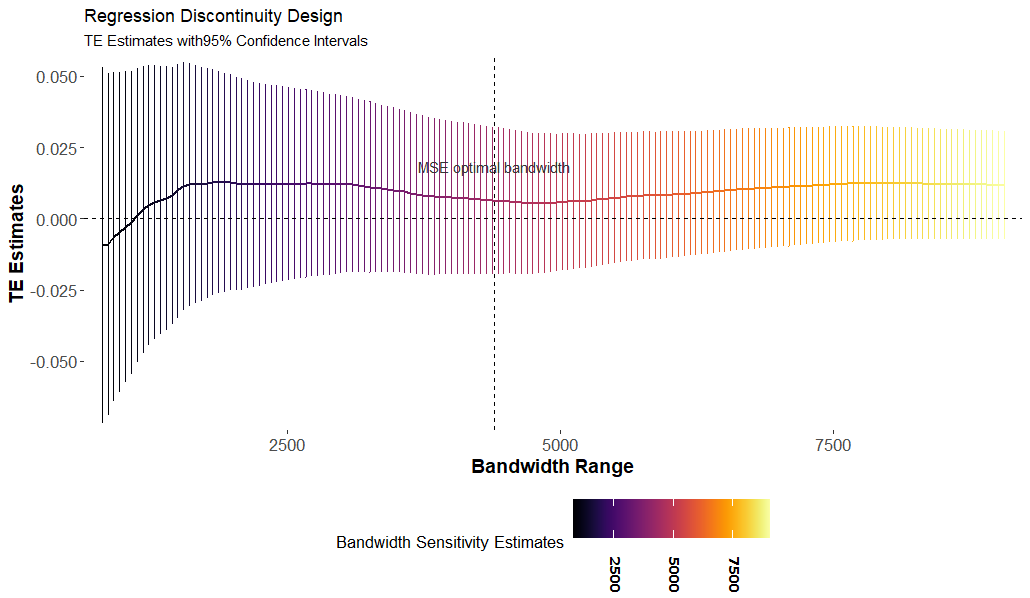 Regression Discontinuity Design
TE Estimates with95% Confidence Intervals
TE Estimates
0.050
0.025
0.000
-0.025
-0.050
MSE optimal bandwidth
2500
5000
7500
Bandwidth Range
Bandwidth Sensitivity Estimates
2500
5000
7500